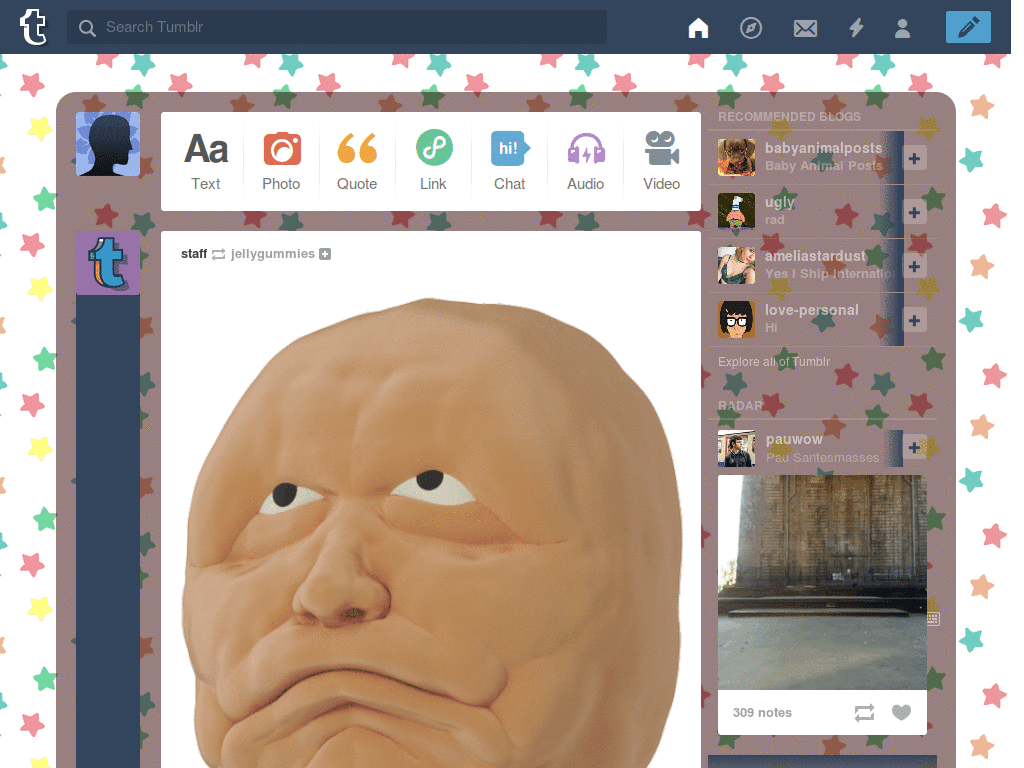 Search Tumblr
Aa
hi!
Text
Photo
Quote
Link
Chat
Audio
Video
staff jellygummies
RECOMMENDED BLOGS
babyanimalposts
Baby Animal Posts
ugly
rad
ameliastardust
Yes I Ship Internatio
love-personal
Hi
Explore all of Tumblr
RADAR
pauwow
Pau Santesmasses
309 notes